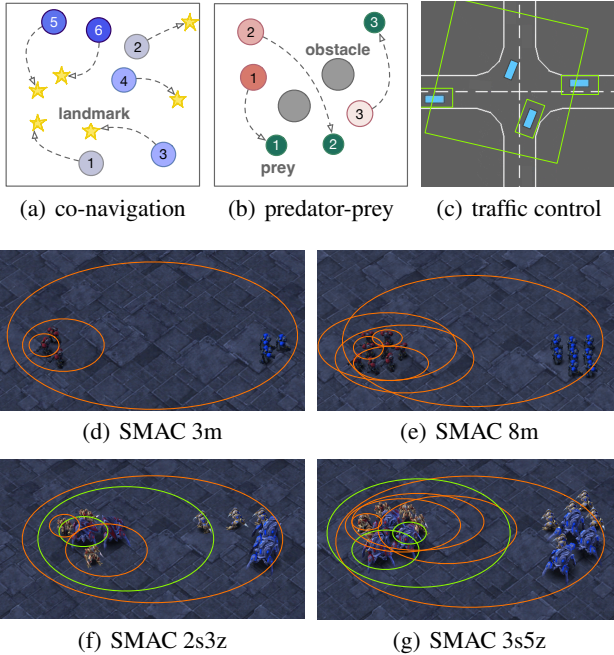 5
6
2
4
landmark
1
3
2
3
obstacle
1
3
1
2
prey
(a) co-navigation
(b) predator-prey
(c) traffic control
(d) SMAC 3m
(e) SMAC 8m
(f) SMAC 2s3z
(g) SMAC 3s5z